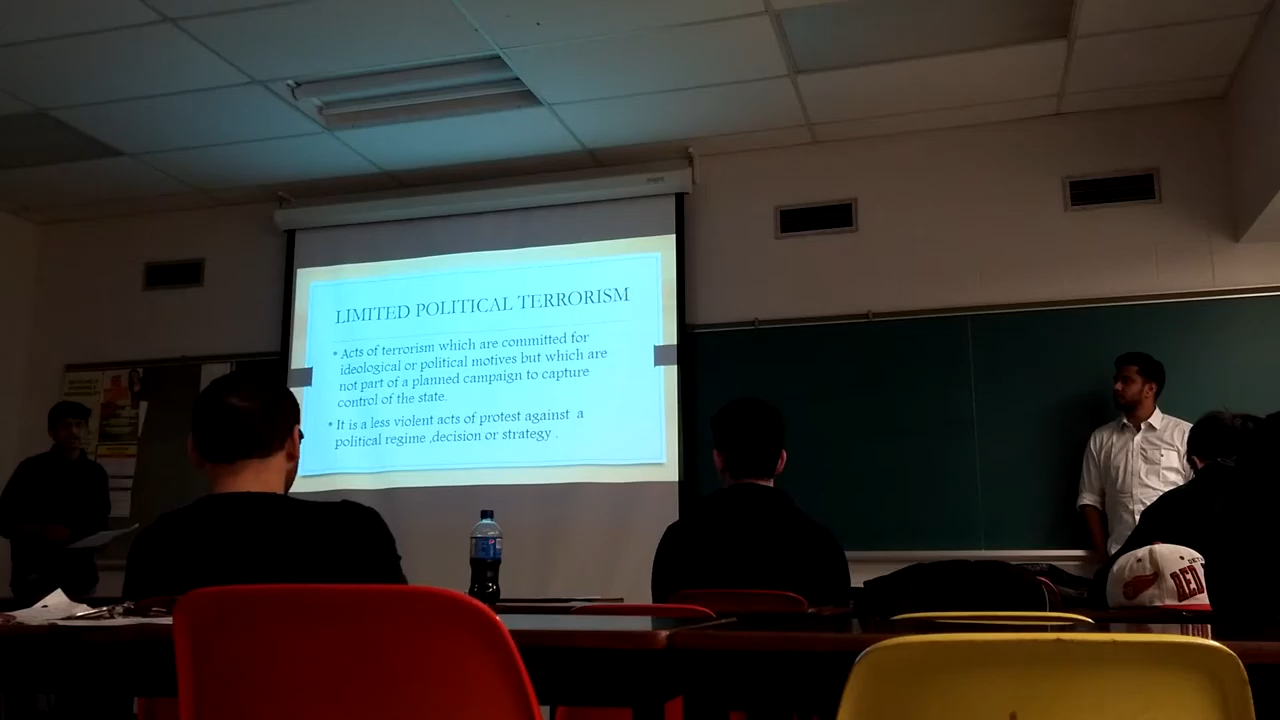 LIMITED POLITICAL TERRORISM
• Acts of terrorism which are committed for
ideological or political motives but which are
not part of a planned campaign to capture
control of the state.
• It is a less violent acts of protest against a
political regime ,decision or strategy .
pepsi
RED